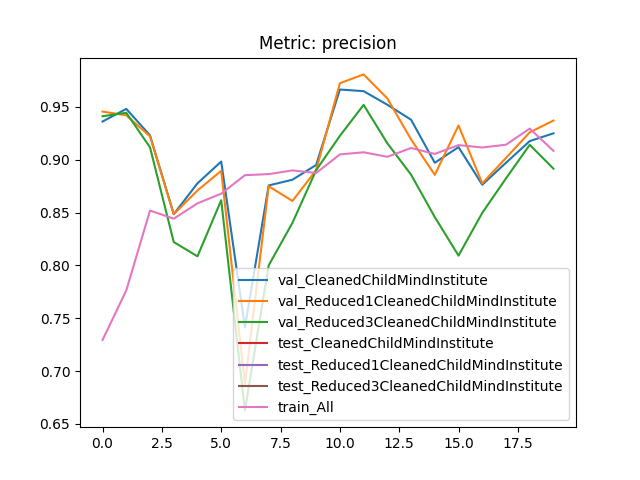 Metric: precision
0.95
0.90
0.85
0.80
0.75
0.70
0.65
val_CleanedChildMindInstitute
val_Reduced1CleanedChildMindInstitute
val_Reduced3CleanedChildMindInstitute
test_CleanedChildMindInstitute
test_Reduced1CleanedChildMindInstitute
test_Reduced3CleanedChildMindInstitute
train_All
0.0 2.5 5.0 7.5 10.0 12.5 15.0 17.5